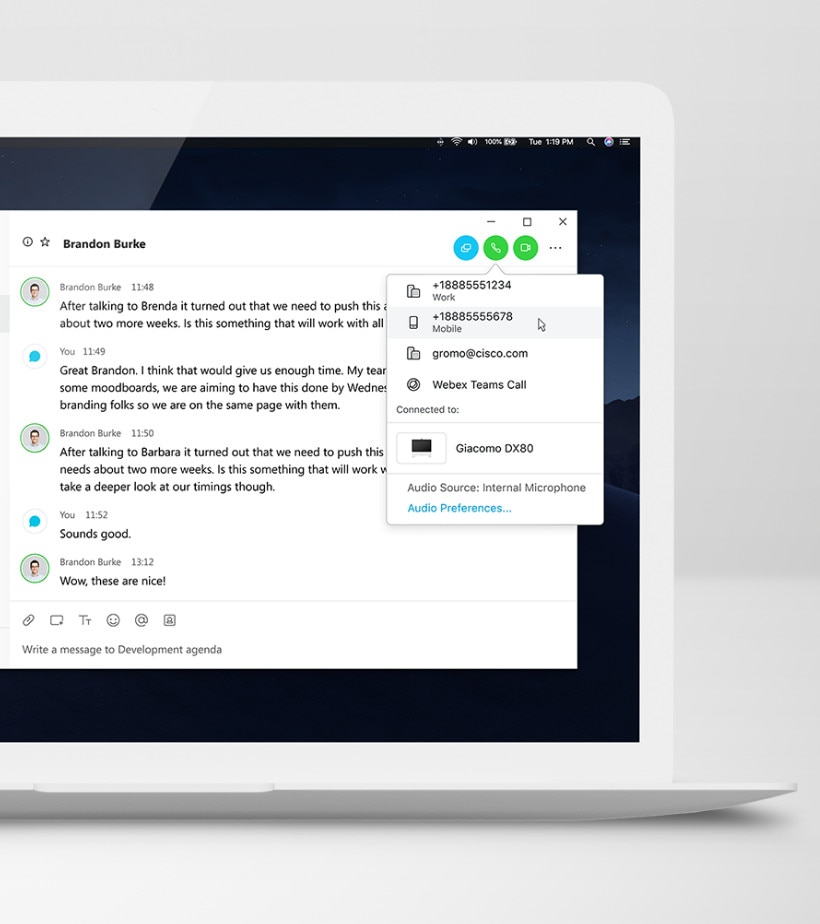 100%
Tue 1:19 PM
Brandon Burke
Brandon Burke 11:48
After talking to Brenda it turned out that we need to push this
about two more weeks. Is this something that will work with all
You 11:49
Great Brandon. I think that would give us enough time. My
some moodboards, we are aiming to have this done by
branding folks so we are on the same page with them.
Brandon Burke 11:50
After talking to Barbara it turned out that we need to push this
needs about two more weeks. Is this something that will work
take a deeper look at our timings though.
You 11:52
Sounds good.
Brandon Burke 13:12
Wow, these are nice!
Write a message to Development agenda
+18885551234
Work
+18885555678
Mobile
gromo@cisco.com
Webex Teams Call
Connected to:
Giacomo DX80
Audio Source: Internal Microphone
Audio Preferences...